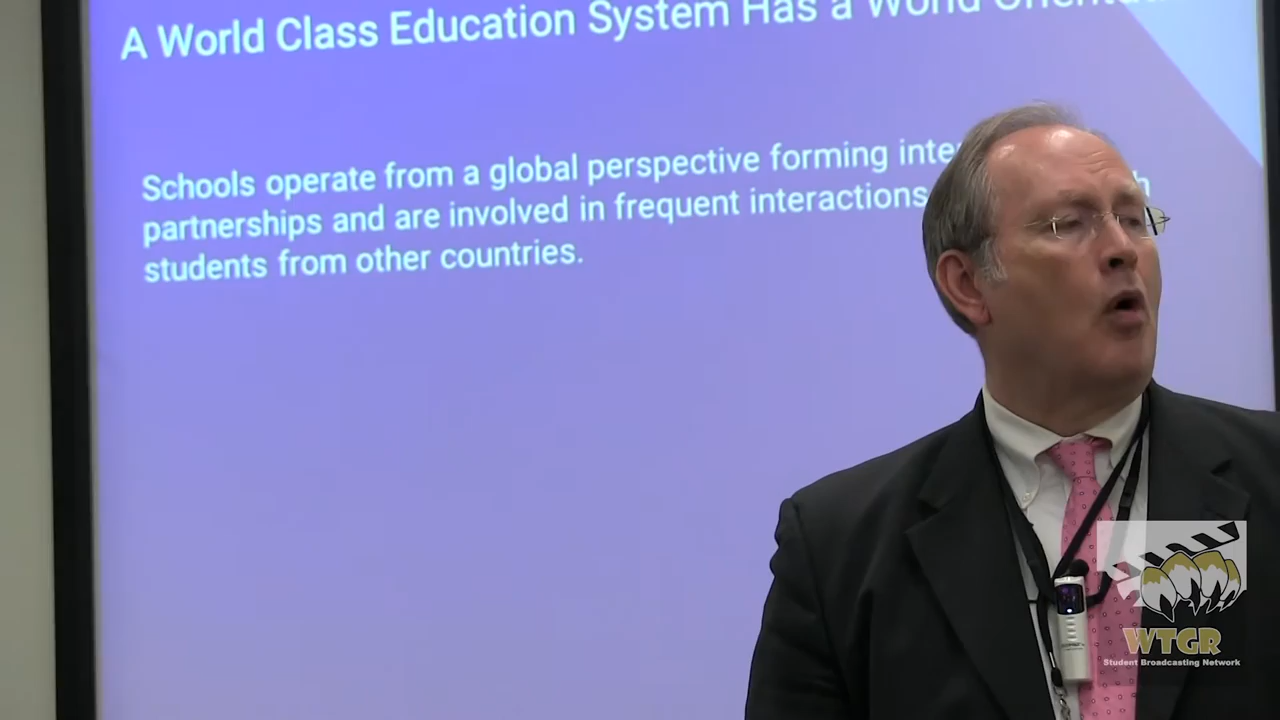 A World Class Education System Has a World
Schools operate from a global perspective forming
partnerships and are involved in frequent interactions
students from other countries.
WTGR
Student Broadcasting Network